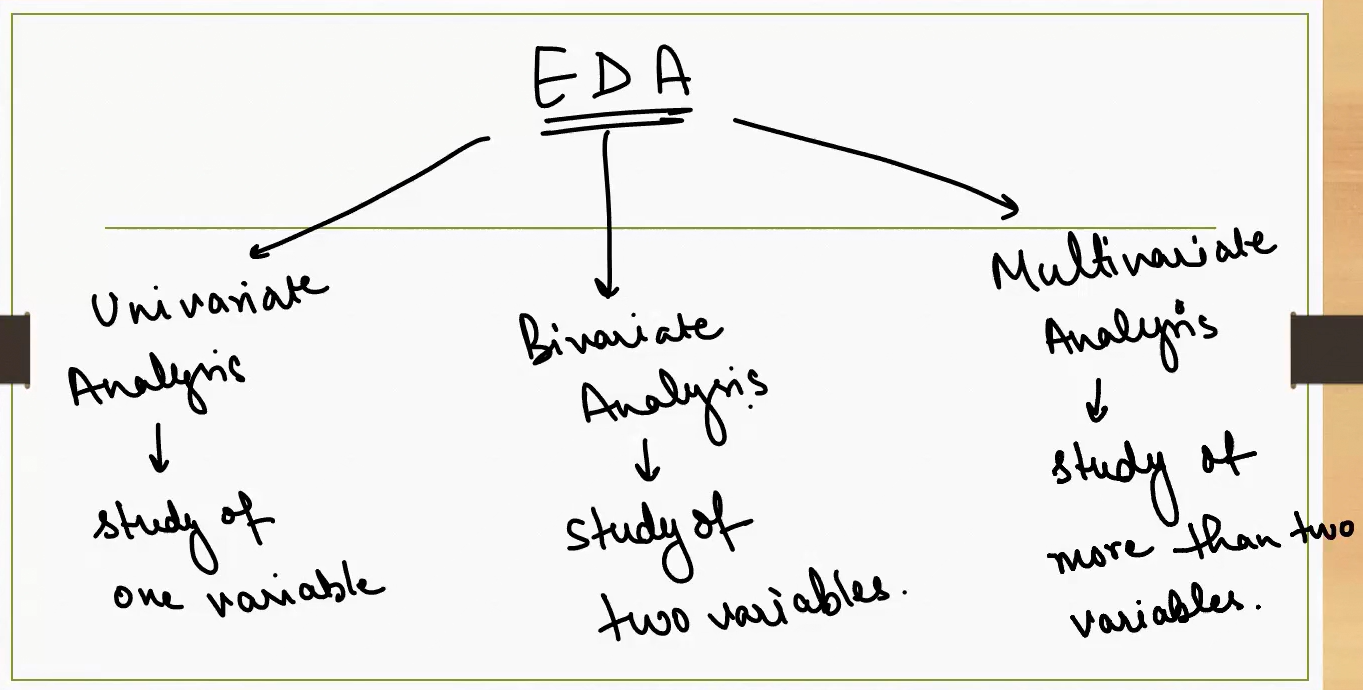 EDA
Univariate
Analysis
study of
one variable
Bivariate
Analysis
study of
two variables.
Multivariate
Analysis
study of
more than two
variables.